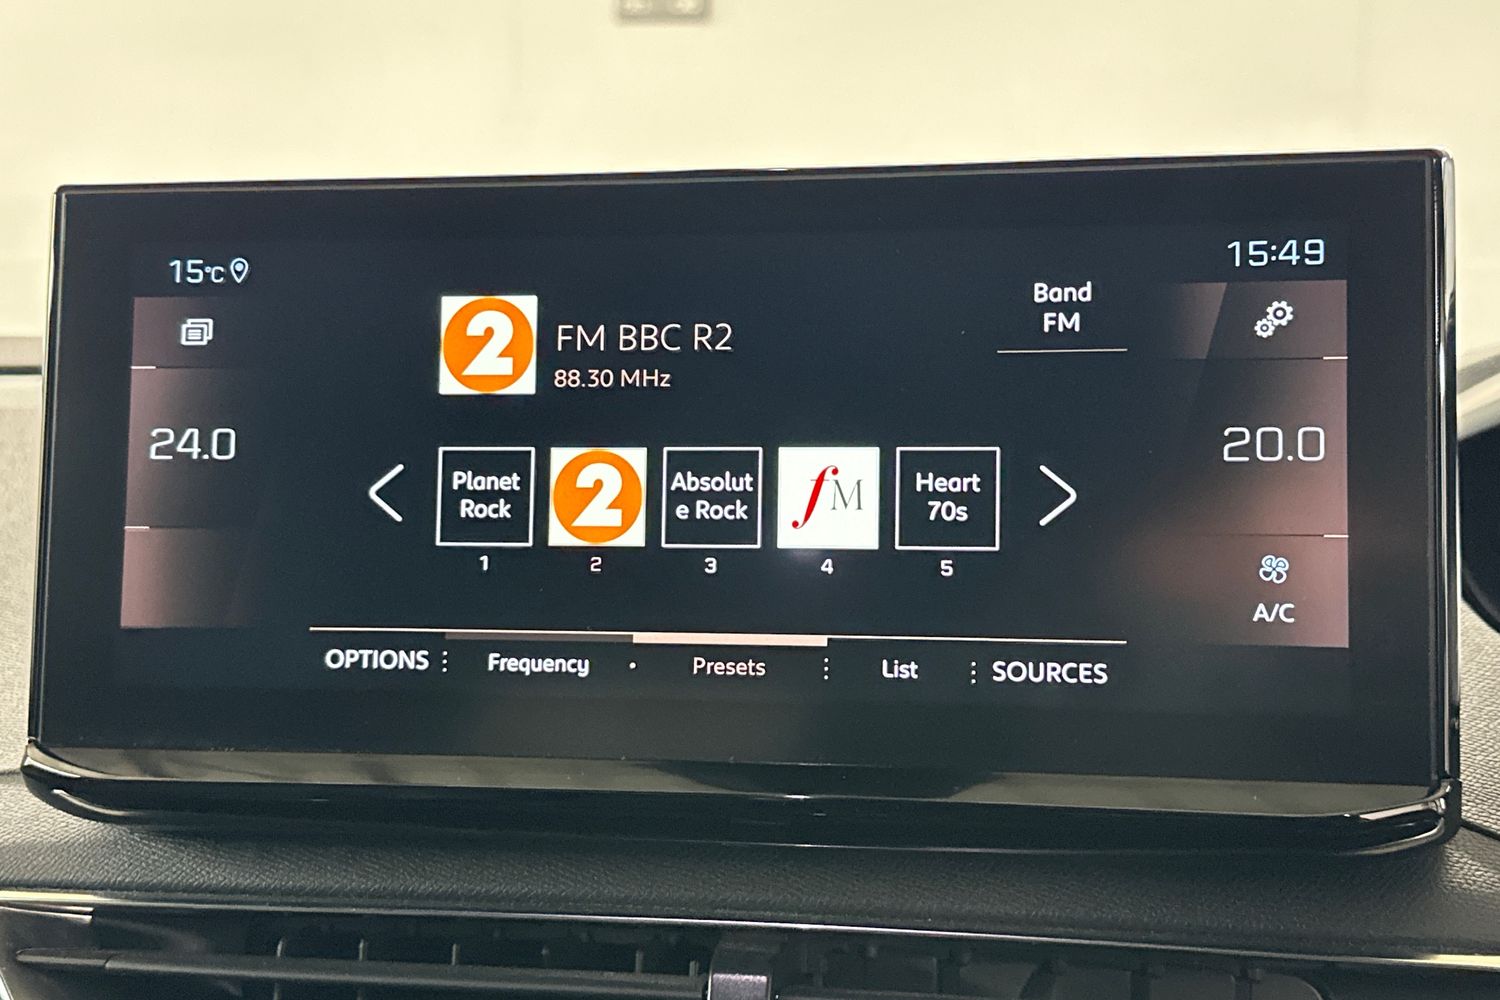 15°C
15:49
Band
FM
2
FM BBC R2
88.30 MHz
24.0
20.0
Planet
Rock
2
Absolut
e Rock
fM
Heart
70s
1
2
3
4
5
A/C
OPTIONS
Frequency
Presets
List
SOURCES